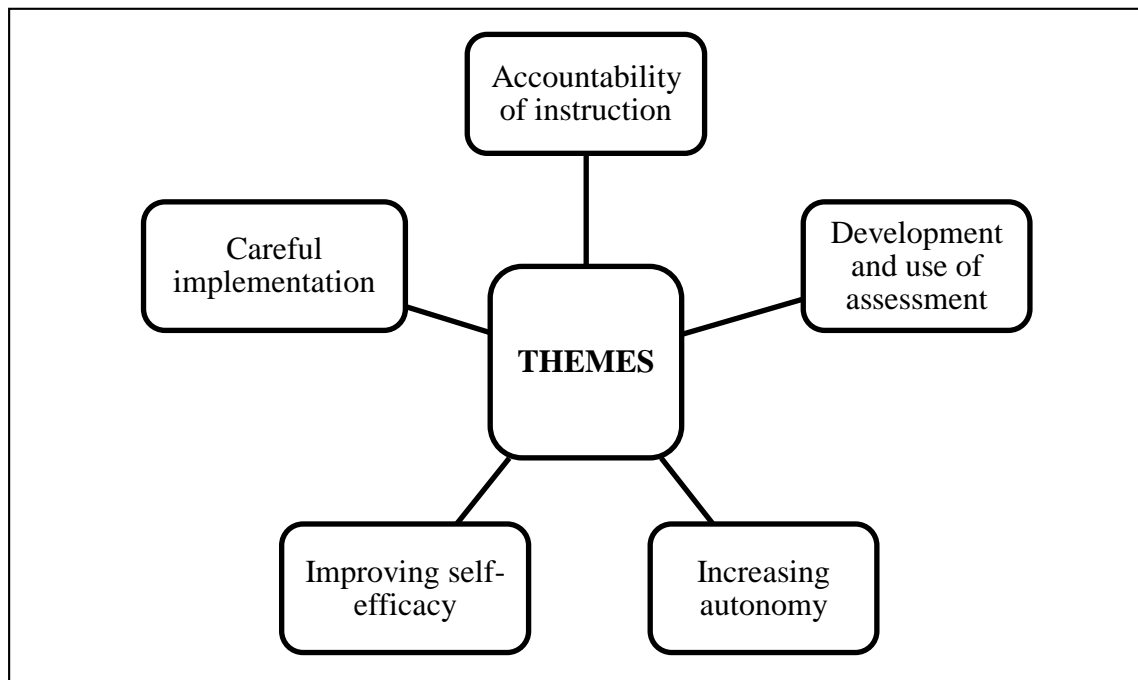 Accountability
of instruction
Careful
implementation
Development
and use of
assessment
THEMES
Improving self-
efficacy
Increasing
autonomy